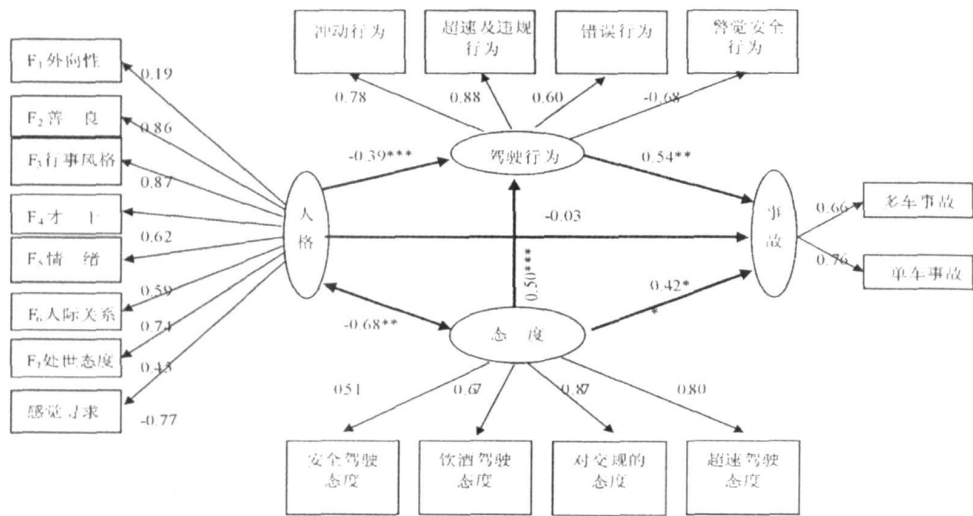 冲动行为
超速及违规
行为
错误行为
警觉安全
行为
F₁外向性
0.19
F₂善 良
0.86
F₃行事风格
0.87
F₄才 干
0.62
F₅情 绪
0.59
F₆人际关系
0.74
F₇处世态度
0.43
感觉寻求
-0.77
0.78
0.88
0.60
-0.68
驾驶行为
-0.39***
0.54**
人
格
-0.03
事
故
0.66
多车事故
0.76
单车事故
0.50***
0.42*
*
-0.68**
态 度
0.51
0.67
0.87
0.80
安全驾驶
态度
饮酒驾驶
态度
对交规的
态度
超速驾驶
态度